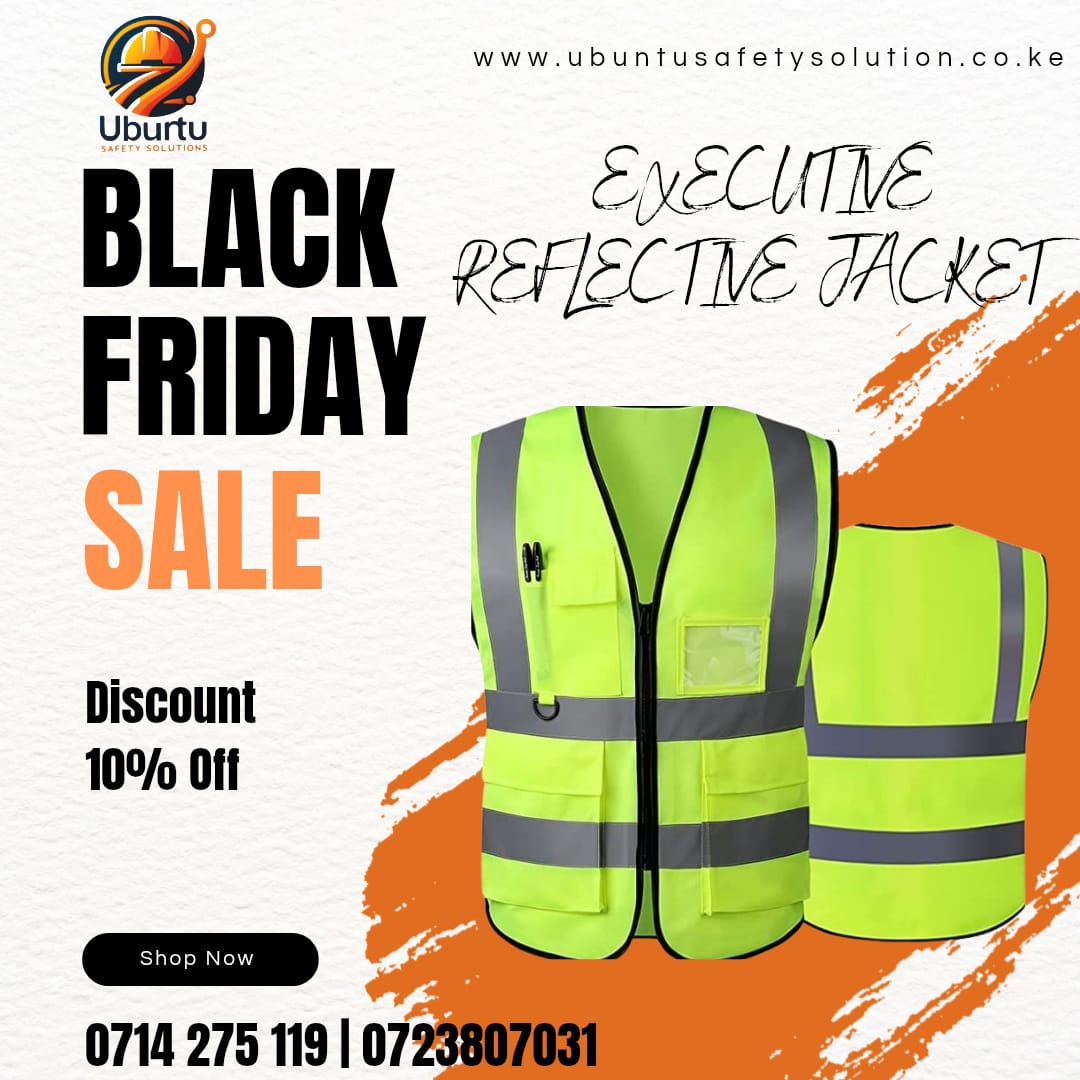 www.ubuntusafetysolution.co.ke
Uburtu
SAFETY SOLUTIONS
BLACK
FRIDAY
SALE
EXECUTIVE
REFLECTIVE JACKET
Discount
10% Off
Shop Now
0714 275 119 | 0723807031